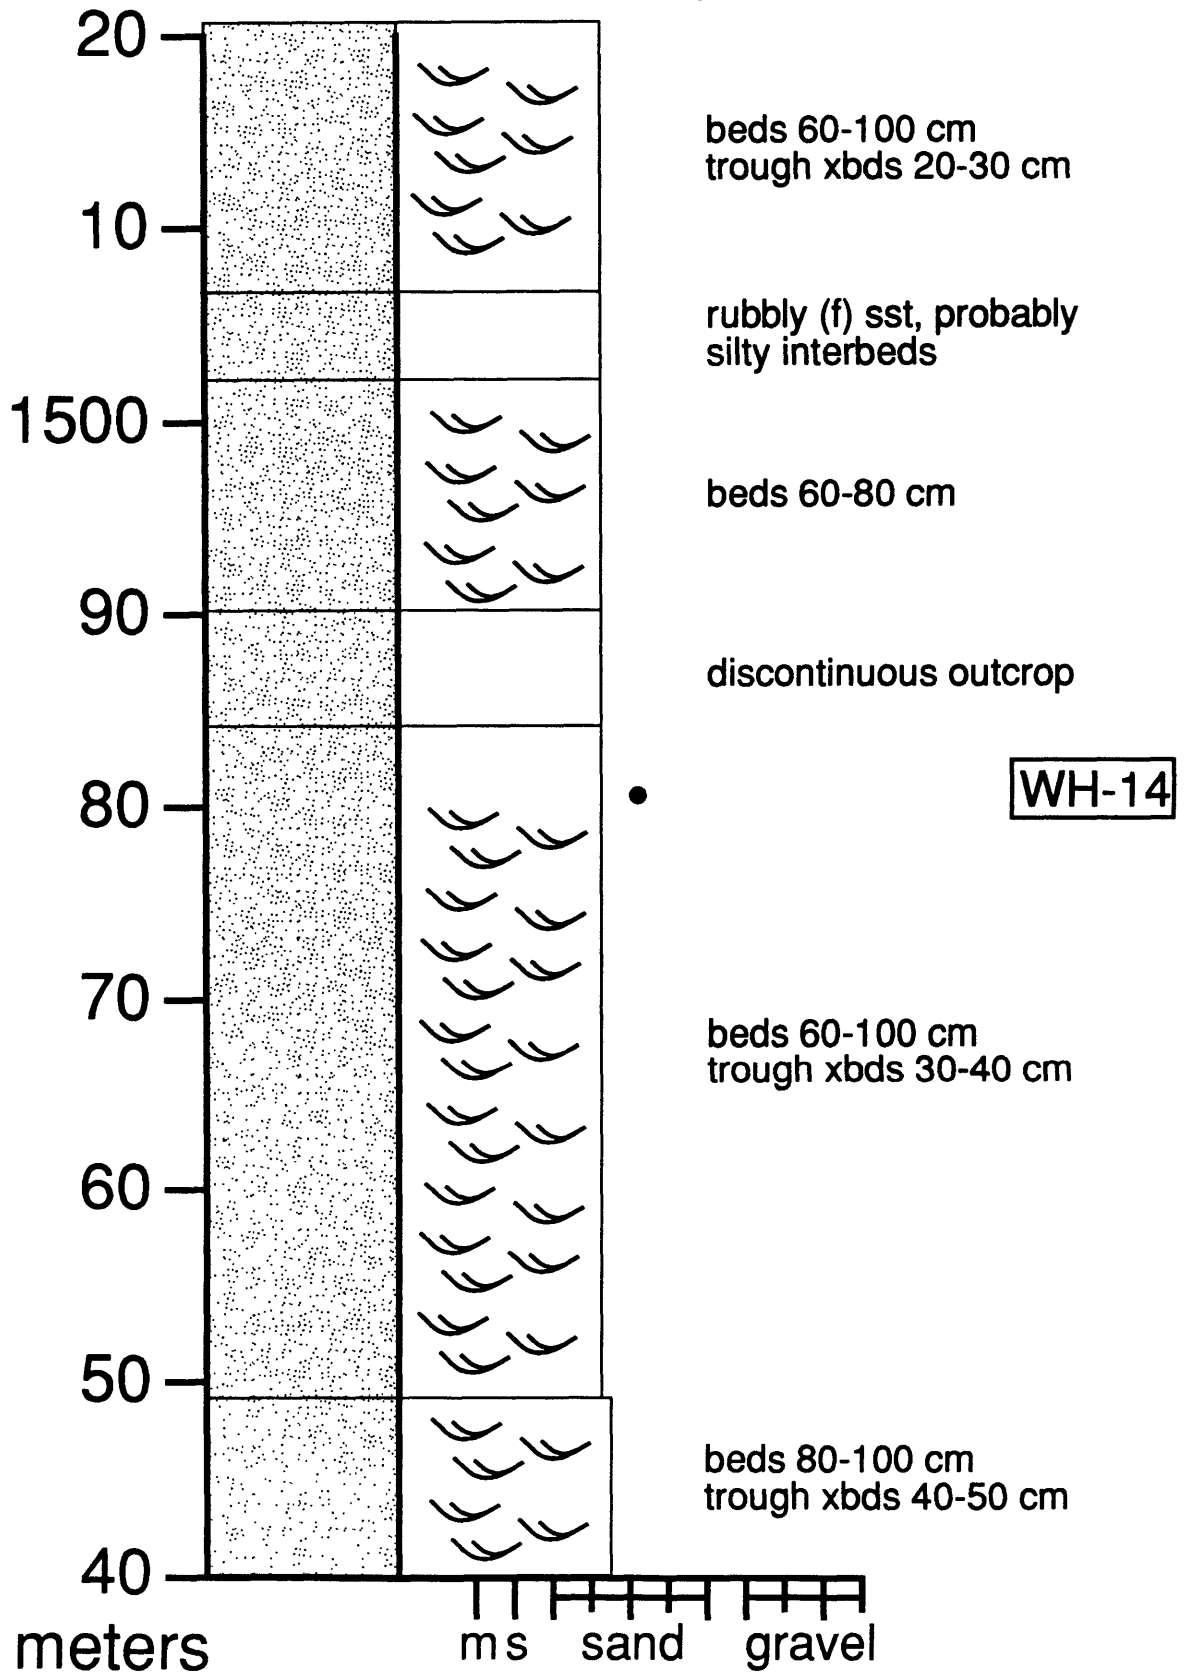 20
beds 60-100 cm
trough xbds 20-30 cm
10
rubbly (f) sst, probably
silty interbeds
1500
beds 60-80 cm
90
discontinuous outcrop
80
WH-14
70
beds 60-100 cm
trough xbds 30-40 cm
60
50
beds 80-100 cm
trough xbds 40-50 cm
40
meters
m s sand gravel